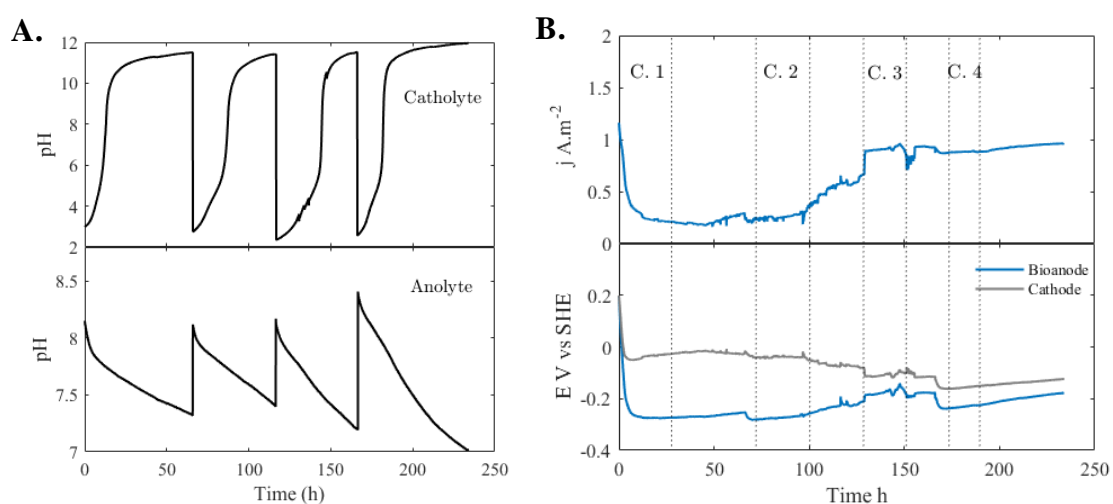 A.
12
10
8
6
4
2
pH
Catholyte
8.5
8
7.5
7
pH
Anolyte
0 50 100 150 200 250
Time (h)
B.
2
1.5
1
0.5
0
j A.m⁻²
C. 1 C. 2 C. 3 C. 4
0.2
0
-0.2
-0.4
E V vs SHE
Bioanode
Cathode
0 50 100 150 200 250
Time h